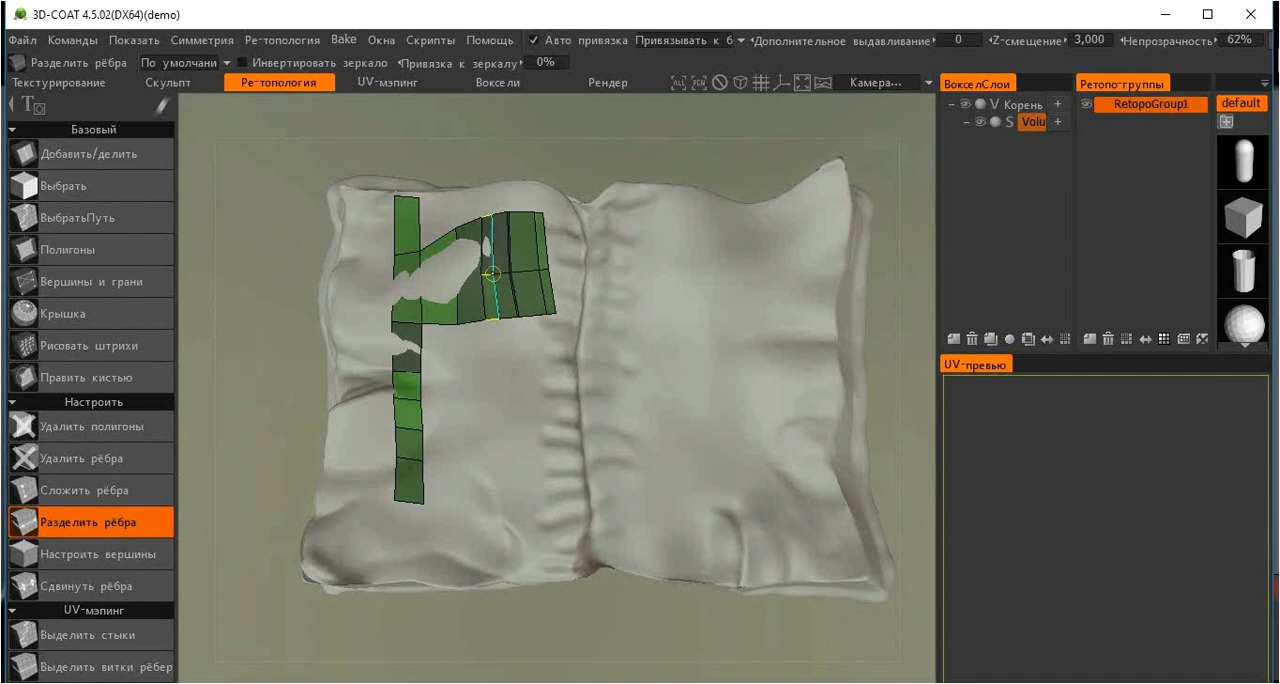 3D-COAT 4.5.02(DX64)(demo)
Файл Команды Показать Симметрия Ре-топология Bake Окна Скрипты Помощь Авто привязка Привязывать к б Дополнительное выдавливание 0 Z-смещение 3,000 Непрозрачность 62%
Разделить рёбра По умолчани Инвертировать зеркало Привязка к зеркалу 0%
Текстурирование Скульпт Ре-топология UV-мэпинг Воксели Рендер ALL PEN Камера... ВокселСлои Ретопо-группы
T V Корень + RetopoGroup1 default
S Volu +
Базовый
Добавить/делить
Выбрать
ВыбратьПуть
Полигоны
Вершины и грани
Крышка
Рисовать штрихи
Править кистью
UV-превью
Настроить
Удалить полигоны
Удалить рёбра
Сложить рёбра
Разделить рёбра
Настроить вершины
Сдвинуть рёбра
UV-мэпинг
Выделить стыки
Выделить витки рёбер